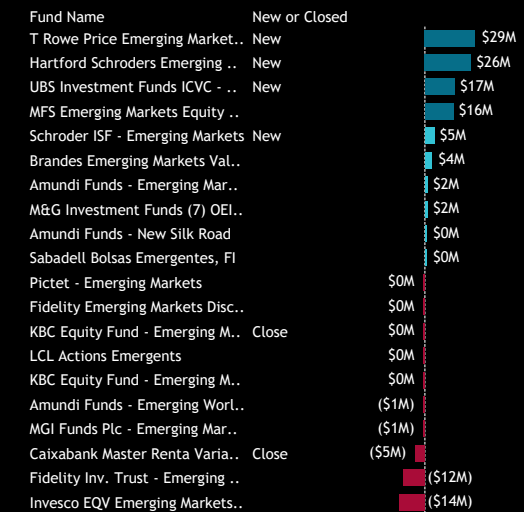 Fund Name New or Closed
T Rowe Price Emerging Market.. New $29M
Hartford Schroders Emerging .. New $26M
UBS Investment Funds ICVC - .. New $17M
MFS Emerging Markets Equity .. $16M
Schroder ISF - Emerging Markets New $5M
Brandes Emerging Markets Val.. $4M
Amundi Funds - Emerging Mar.. $2M
M&G Investment Funds (7) OEI.. $2M
Amundi Funds - New Silk Road $0M
Sabadell Bolsas Emergentes, FI $0M
Pictet - Emerging Markets $0M
Fidelity Emerging Markets Disc.. $0M
KBC Equity Fund - Emerging M.. Close $0M
LCL Actions Emergents $0M
KBC Equity Fund - Emerging M.. $0M
Amundi Funds - Emerging Worl.. ($1M)
MGI Funds Plc - Emerging Mar.. ($1M)
Caixabank Master Renta Varia.. Close ($5M)
Fidelity Inv. Trust - Emerging .. ($12M)
Invesco EQV Emerging Markets.. ($14M)